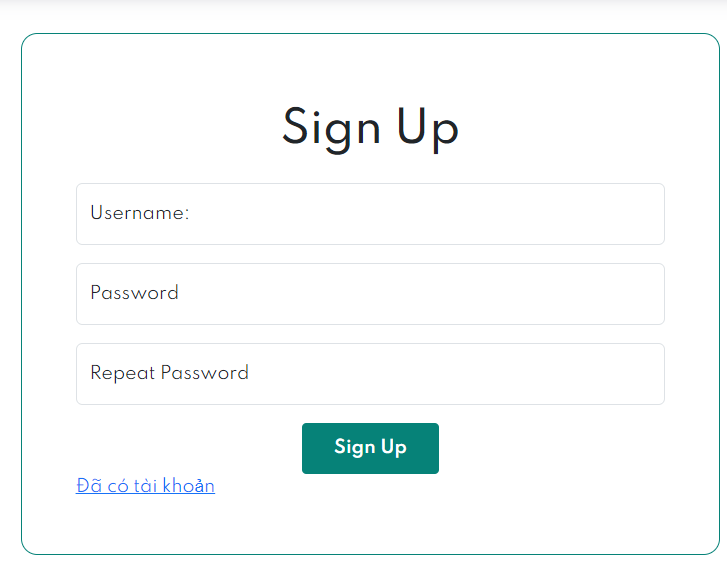 Sign Up
Username:
Password
Repeat Password
Sign Up
Đã có tài khoản